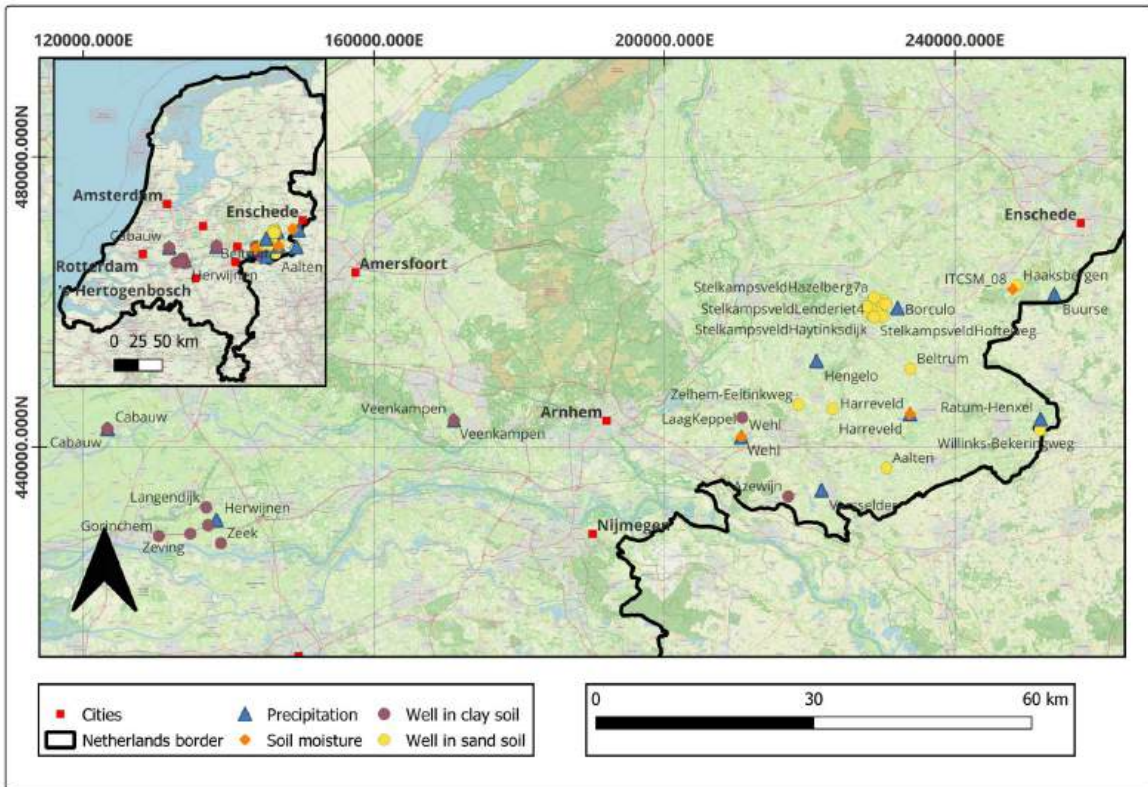 120000.000E 160000.000E 200000.000E 240000.000E
480000.000N
440000.000N
Amsterdam
Enschede
Cabauw
Rotterdam
Herwijnen
Aalten
's Hertogenbosch
0 25 50 km
Enschede
Amersfoort
StelkampsveldHazelberg7a
ITCSM_08
Haaksbergen
StelkampsveldLenderiet4
Borculo
Buurse
StelkampsveldHaytinksdijk
StelkampsveldHofterweg
Beltrum
Hengelo
Zelhem-Eeltinkweg
Veenkampen
Arnhem
LaagKeppel
Wehl
Harreveld
Ratum-Henxel
Cabauw
Veenkampen
Harreveld
Cabauw
Wehl
Willinks-Bekeringweg
Aalten
Azewijn
Langendijk
Herwijnen
Gorinchem
Zeek
Nijmegen
Zeving
Cities
Precipitation
Well in clay soil
Netherlands border
Soil moisture
Well in sand soil
0 30 60 km